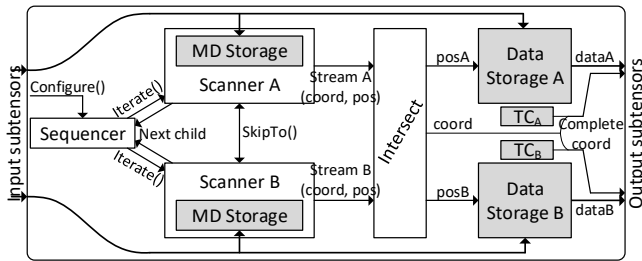 Input subtensors
Configure()
Sequencer
Iterate()
Next child
Iterate()
MD Storage
Scanner A
SkipTo()
Scanner B
MD Storage
Stream A
(coord, pos)
Stream B
(coord, pos)
Intersect
posA
coord
posB
Data
Storage A
TCA
TCB
Data
Storage B
dataA
Complete
coord
dataB
Output subtensors